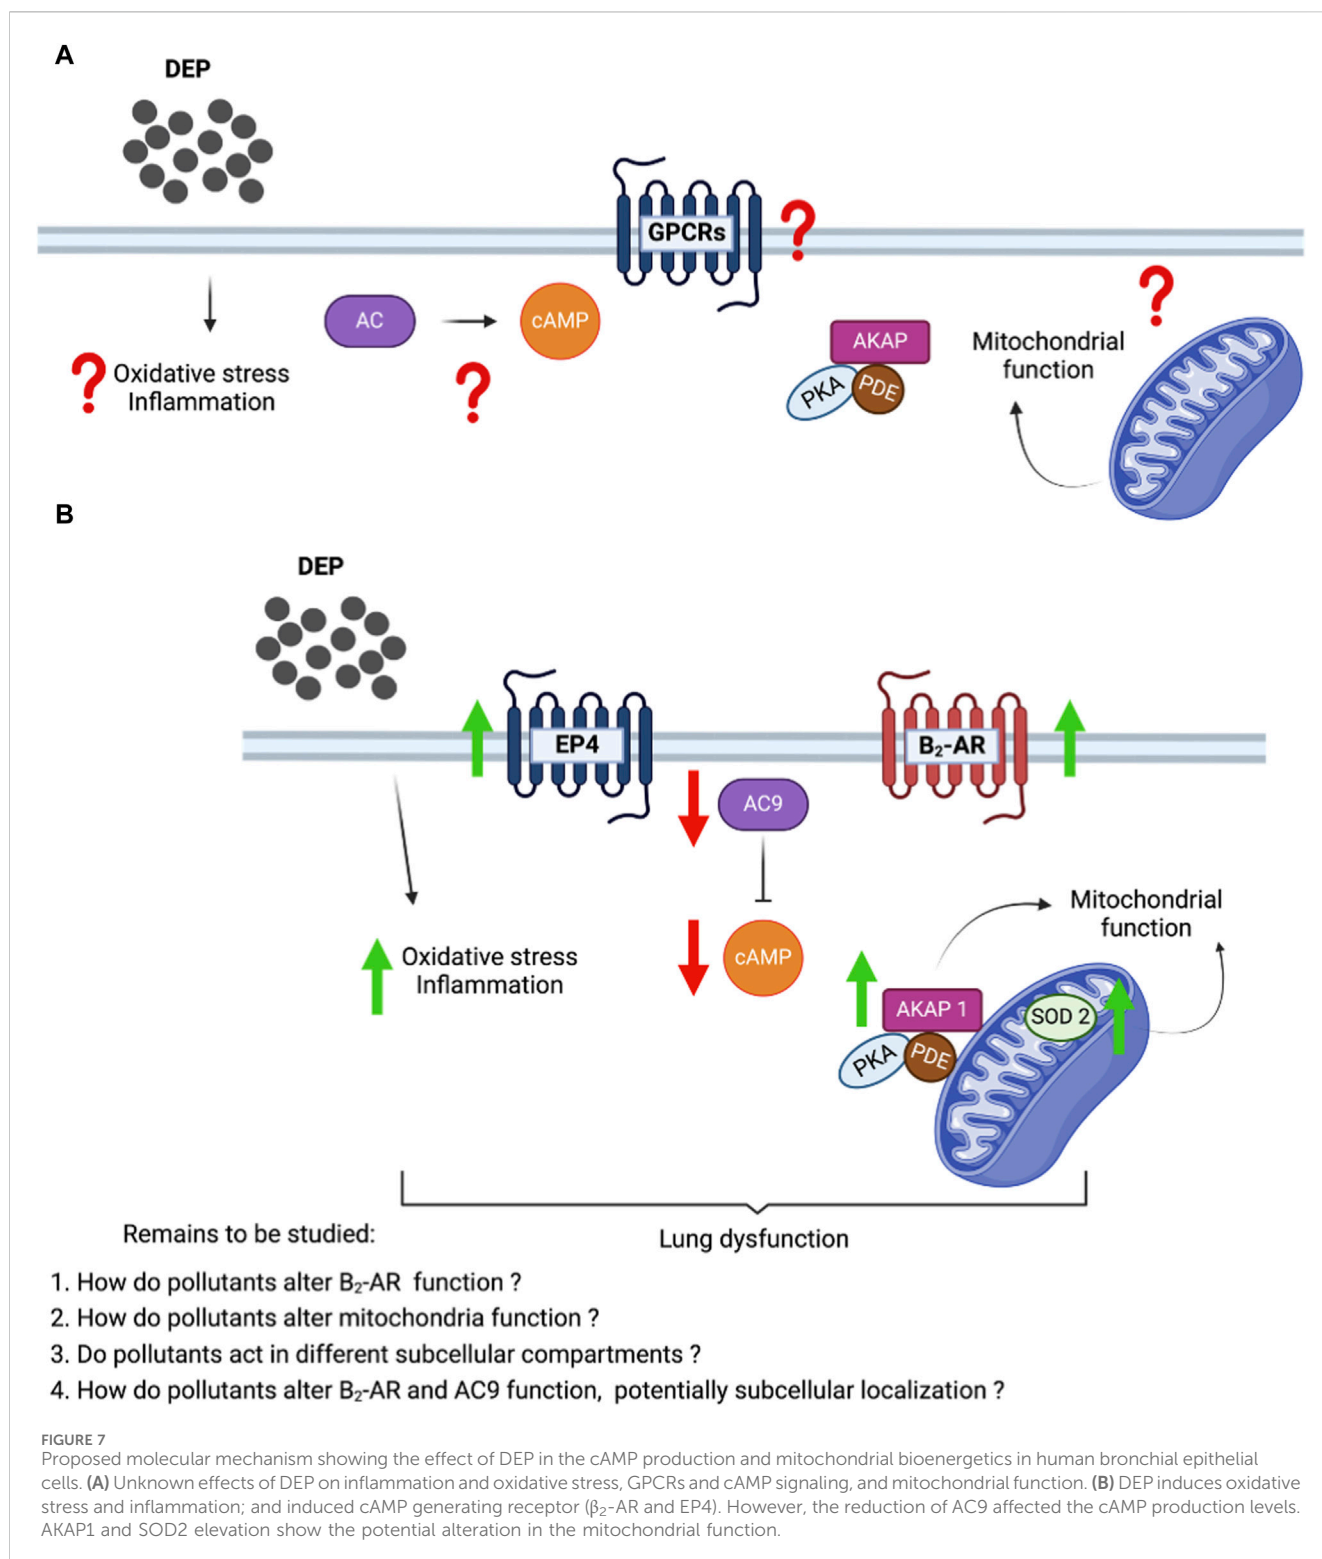 A
DEP
GPCRs
?
?
AC
cAMP
AKAP
Mitochondrial
function
PKA
PDE
?
Oxidative stress
Inflammation
?
B
DEP
EP4
B₂-AR
AC9
Mitochondrial
function
Oxidative stress
Inflammation
cAMP
AKAP 1
SOD 2
PKA
PDE
Remains to be studied:
Lung dysfunction
1. How do pollutants alter B₂-AR function ?
2. How do pollutants alter mitochondria function ?
3. Do pollutants act in different subcellular compartments ?
4. How do pollutants alter B₂-AR and AC9 function, potentially subcellular localization ?
FIGURE 7
Proposed molecular mechanism showing the effect of DEP in the cAMP production and mitochondrial bioenergetics in human bronchial epithelial
cells. (A) Unknown effects of DEP on inflammation and oxidative stress, GPCRs and cAMP signaling, and mitochondrial function. (B) DEP induces oxidative
stress and inflammation; and induced cAMP generating receptor (β₂-AR and EP4). However, the reduction of AC9 affected the cAMP production levels.
AKAP1 and SOD2 elevation show the potential alteration in the mitochondrial function.